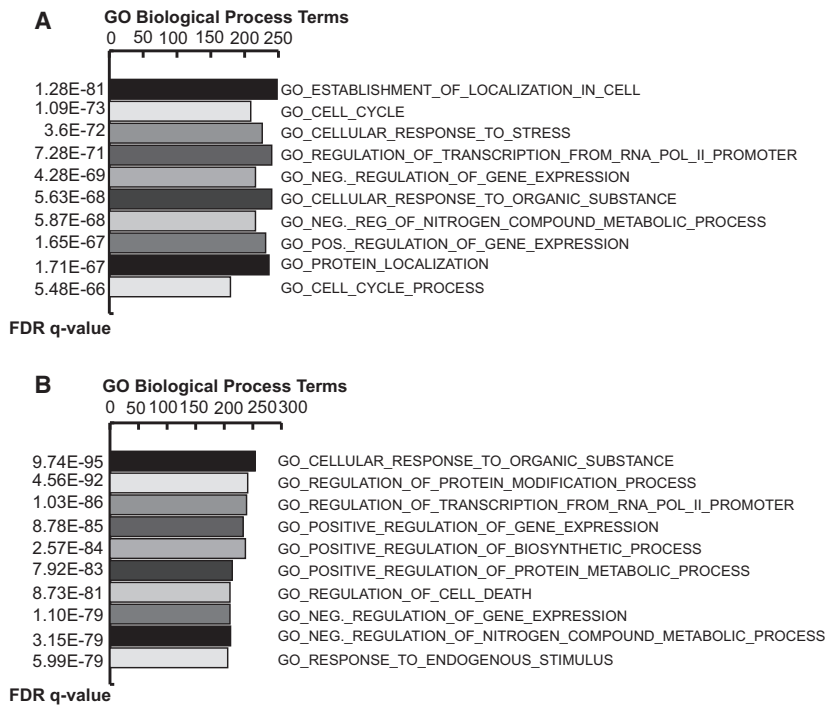 A
GO Biological Process Terms
0 50 100 150 200 250
1.28E-81 GO_ESTABLISHMENT_OF_LOCALIZATION_IN_CELL
1.09E-73 GO_CELL_CYCLE
3.6E-72 GO_CELLULAR_RESPONSE_TO_STRESS
7.28E-71 GO_REGULATION_OF_TRANSCRIPTION_FROM_RNA_POL_II_PROMOTER
4.28E-69 GO_NEG._REGULATION_OF_GENE_EXPRESSION
5.63E-68 GO_CELLULAR_RESPONSE_TO_ORGANIC_SUBSTANCE
5.87E-68 GO_NEG._REG_OF_NITROGEN_COMPOUND_METABOLIC_PROCESS
1.65E-67 GO_POS._REGULATION_OF_GENE_EXPRESSION
1.71E-67 GO_PROTEIN_LOCALIZATION
5.48E-66 GO_CELL_CYCLE_PROCESS
FDR q-value
B
GO Biological Process Terms
0 50 100 150 200 250 300
9.74E-95 GO_CELLULAR_RESPONSE_TO_ORGANIC_SUBSTANCE
4.56E-92 GO_REGULATION_OF_PROTEIN_MODIFICATION_PROCESS
1.03E-86 GO_REGULATION_OF_TRANSCRIPTION_FROM_RNA_POL_II_PROMOTER
8.78E-85 GO_POSITIVE_REGULATION_OF_GENE_EXPRESSION
2.57E-84 GO_POSITIVE_REGULATION_OF_BIOSYNTHETIC_PROCESS
7.92E-83 GO_POSITIVE_REGULATION_OF_PROTEIN_METABOLIC_PROCESS
8.73E-81 GO_REGULATION_OF_CELL_DEATH
1.10E-79 GO_NEG._REGULATION_OF_GENE_EXPRESSION
3.15E-79 GO_NEG._REGULATION_OF_NITROGEN_COMPOUND_METABOLIC_PROCESS
5.99E-79 GO_RESPONSE_TO_ENDOGENOUS_STIMULUS
FDR q-value